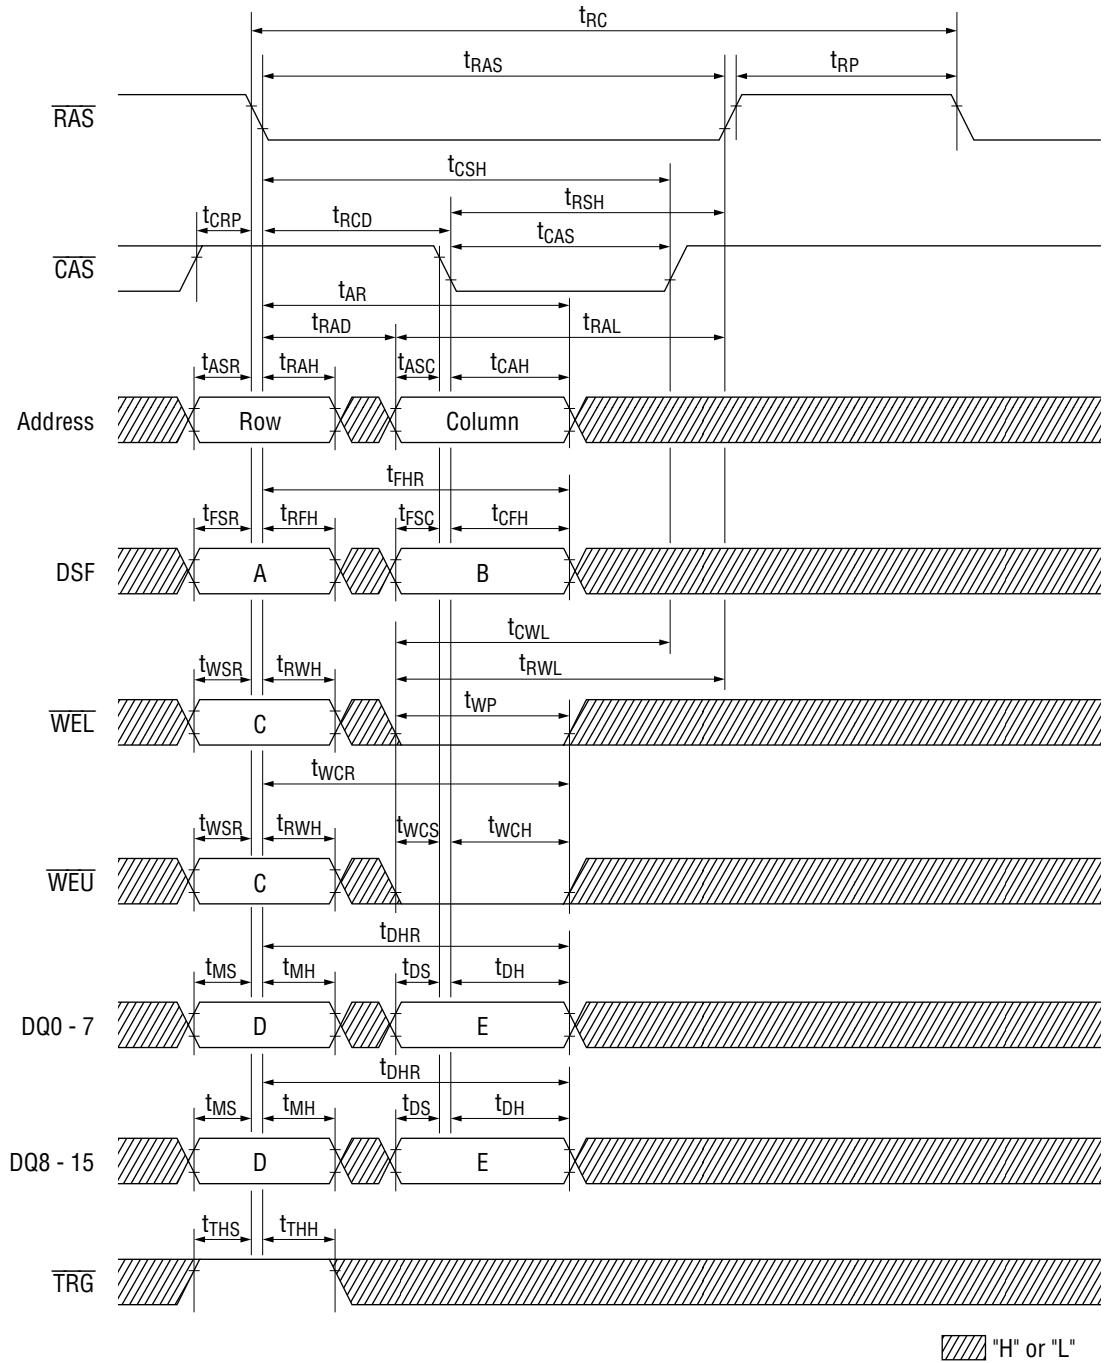 tRC
tRAS tRP
RAS
tCSH
tRSH
tCRP tRCD
tCAS
CAS
tAR
tRAD tRAL
tASR tRAH tASC tCAH
Address Row Column
tFHR
tFSR tRFH tFSC tCFH
DSF A B
tCWL
tWSR tRWH tRWL
tWP
WEL C
tWCR
tWSR tRWH tWCS tWCH
WEU C
tDHR
tMS tMH tDS tDH
DQ0 - 7 D E
tDHR
tMS tMH tDS tDH
DQ8 - 15 D E
tTHS tTHH
TRG
"H" or "L"